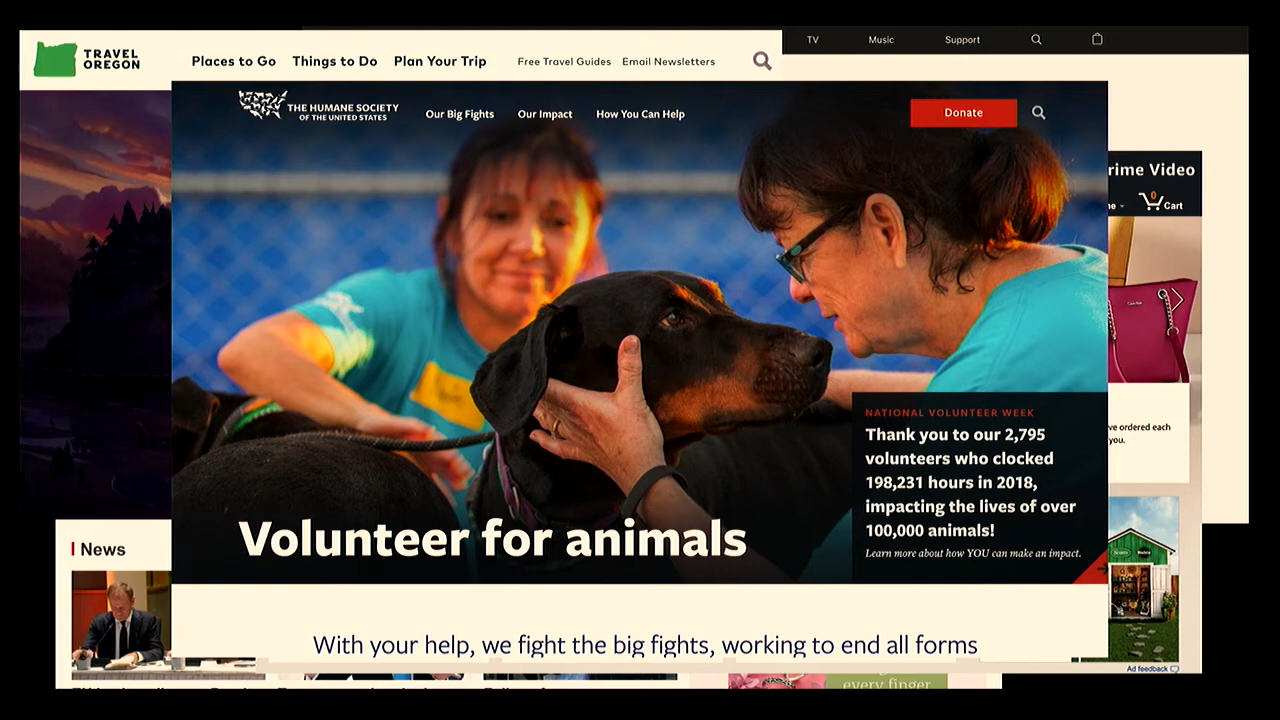 TRAVEL
OREGON
Places to Go Things to Do Plan Your Trip Free Travel Guides Email Newsletters
TV Music Support
THE HUMANE SOCIETY
OF THE UNITED STATES
Our Big Fights Our Impact How You Can Help
Donate
rime Video
0
Cart
NATIONAL VOLUNTEER WEEK
Thank you to our 2,795
volunteers who clocked
198,231 hours in 2018,
impacting the lives of over
100,000 animals!
Learn more about how YOU can make an impact.
ve ordered each
you.
Volunteer for animals
News
With your help, we fight the big fights, working to end all forms
Ad feedback
every finger